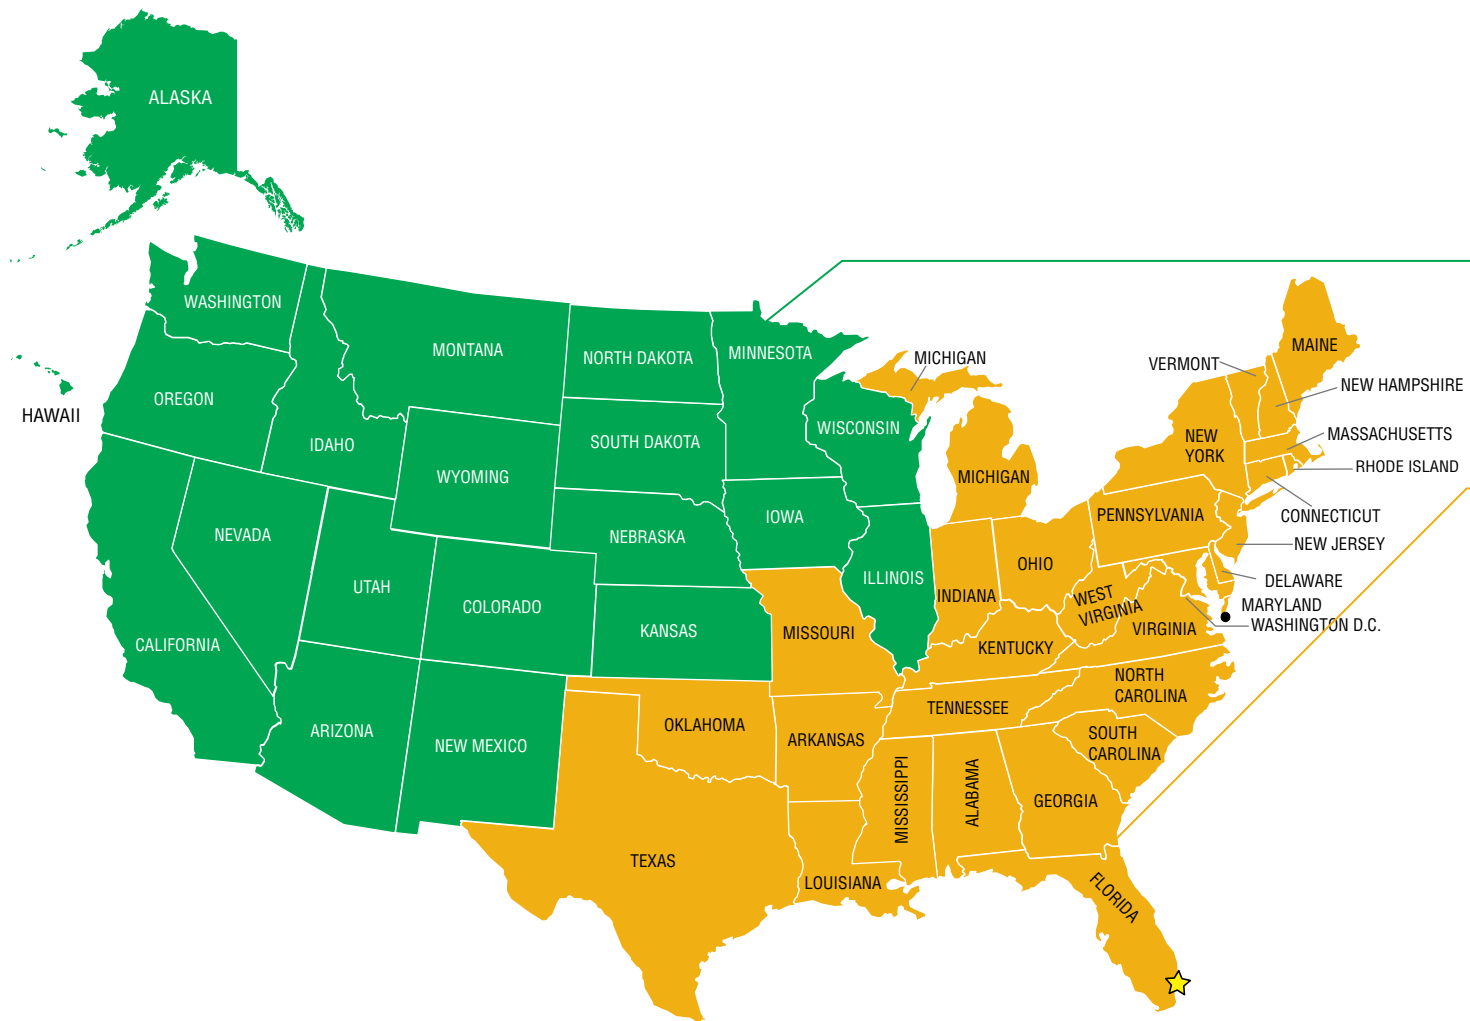 ALASKA
WASHINGTON
MONTANA
NORTH DAKOTA
MINNESOTA
MICHIGAN
MAINE
VERMONT
NEW HAMPSHIRE
HAWAII
OREGON
IDAHO
SOUTH DAKOTA
WISCONSIN
NEW
YORK
MASSACHUSETTS
RHODE ISLAND
WYOMING
MICHIGAN
IOWA
PENNSYLVANIA
CONNECTICUT
NEW JERSEY
NEVADA
NEBRASKA
OHIO
DELAWARE
UTAH
COLORADO
ILLINOIS
INDIANA
WEST
VIRGINIA
MARYLAND
WASHINGTON D.C.
CALIFORNIA
KANSAS
MISSOURI
KENTUCKY
VIRGINIA
NORTH
CAROLINA
ARIZONA
NEW MEXICO
OKLAHOMA
ARKANSAS
TENNESSEE
SOUTH
CAROLINA
MISSISSIPPI
ALABAMA
GEORGIA
TEXAS
LOUISIANA
FLORIDA